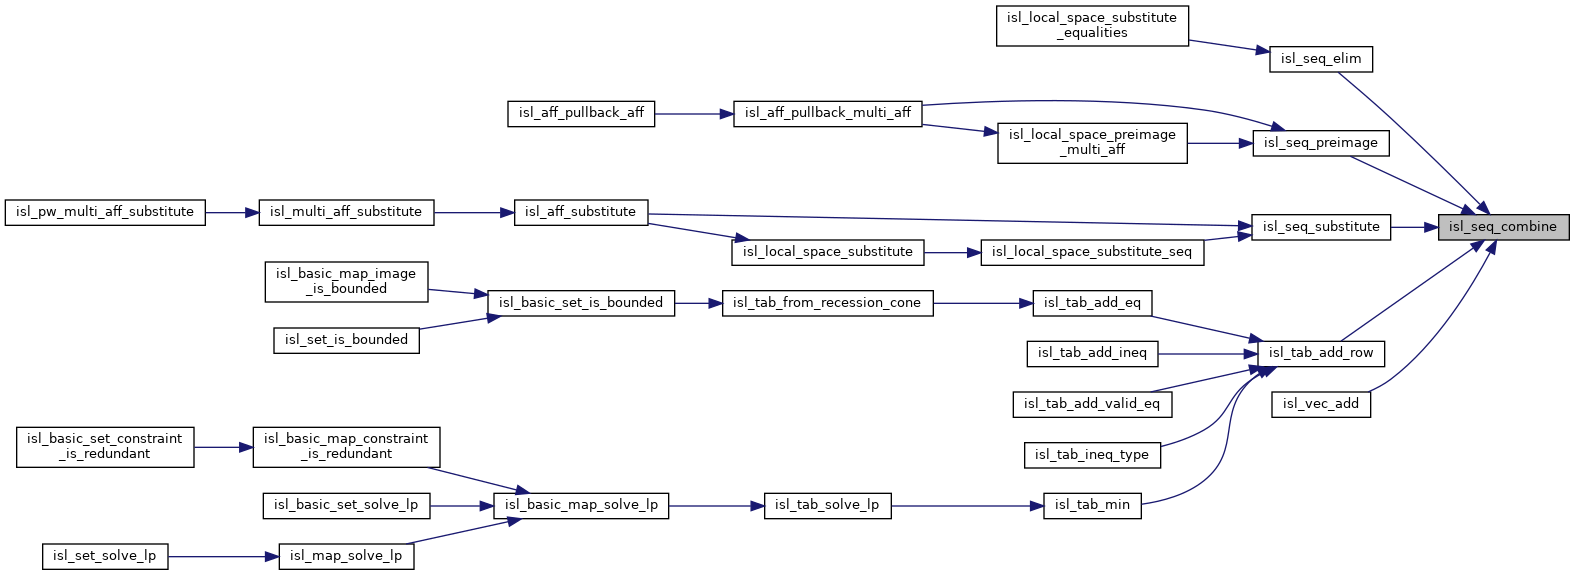 isl_local_space_substitute
_equalities
isl_seq_elim
isl_aff_pullback_aff
isl_aff_pullback_multi_aff
isl_local_space_preimage
_multi_aff
isl_seq_preimage
isl_pw_multi_aff_substitute
isl_multi_aff_substitute
isl_aff_substitute
isl_seq_substitute
isl_seq_combine
isl_local_space_substitute
isl_local_space_substitute_seq
isl_basic_map_image
_is_bounded
isl_basic_set_is_bounded
isl_tab_from_recession_cone
isl_tab_add_eq
isl_set_is_bounded
isl_tab_add_ineq
isl_tab_add_row
isl_tab_add_valid_eq
isl_vec_add
isl_basic_set_constraint
_is_redundant
isl_basic_map_constraint
_is_redundant
isl_tab_ineq_type
isl_basic_set_solve_lp
isl_basic_map_solve_lp
isl_tab_solve_lp
isl_tab_min
isl_set_solve_lp
isl_map_solve_lp